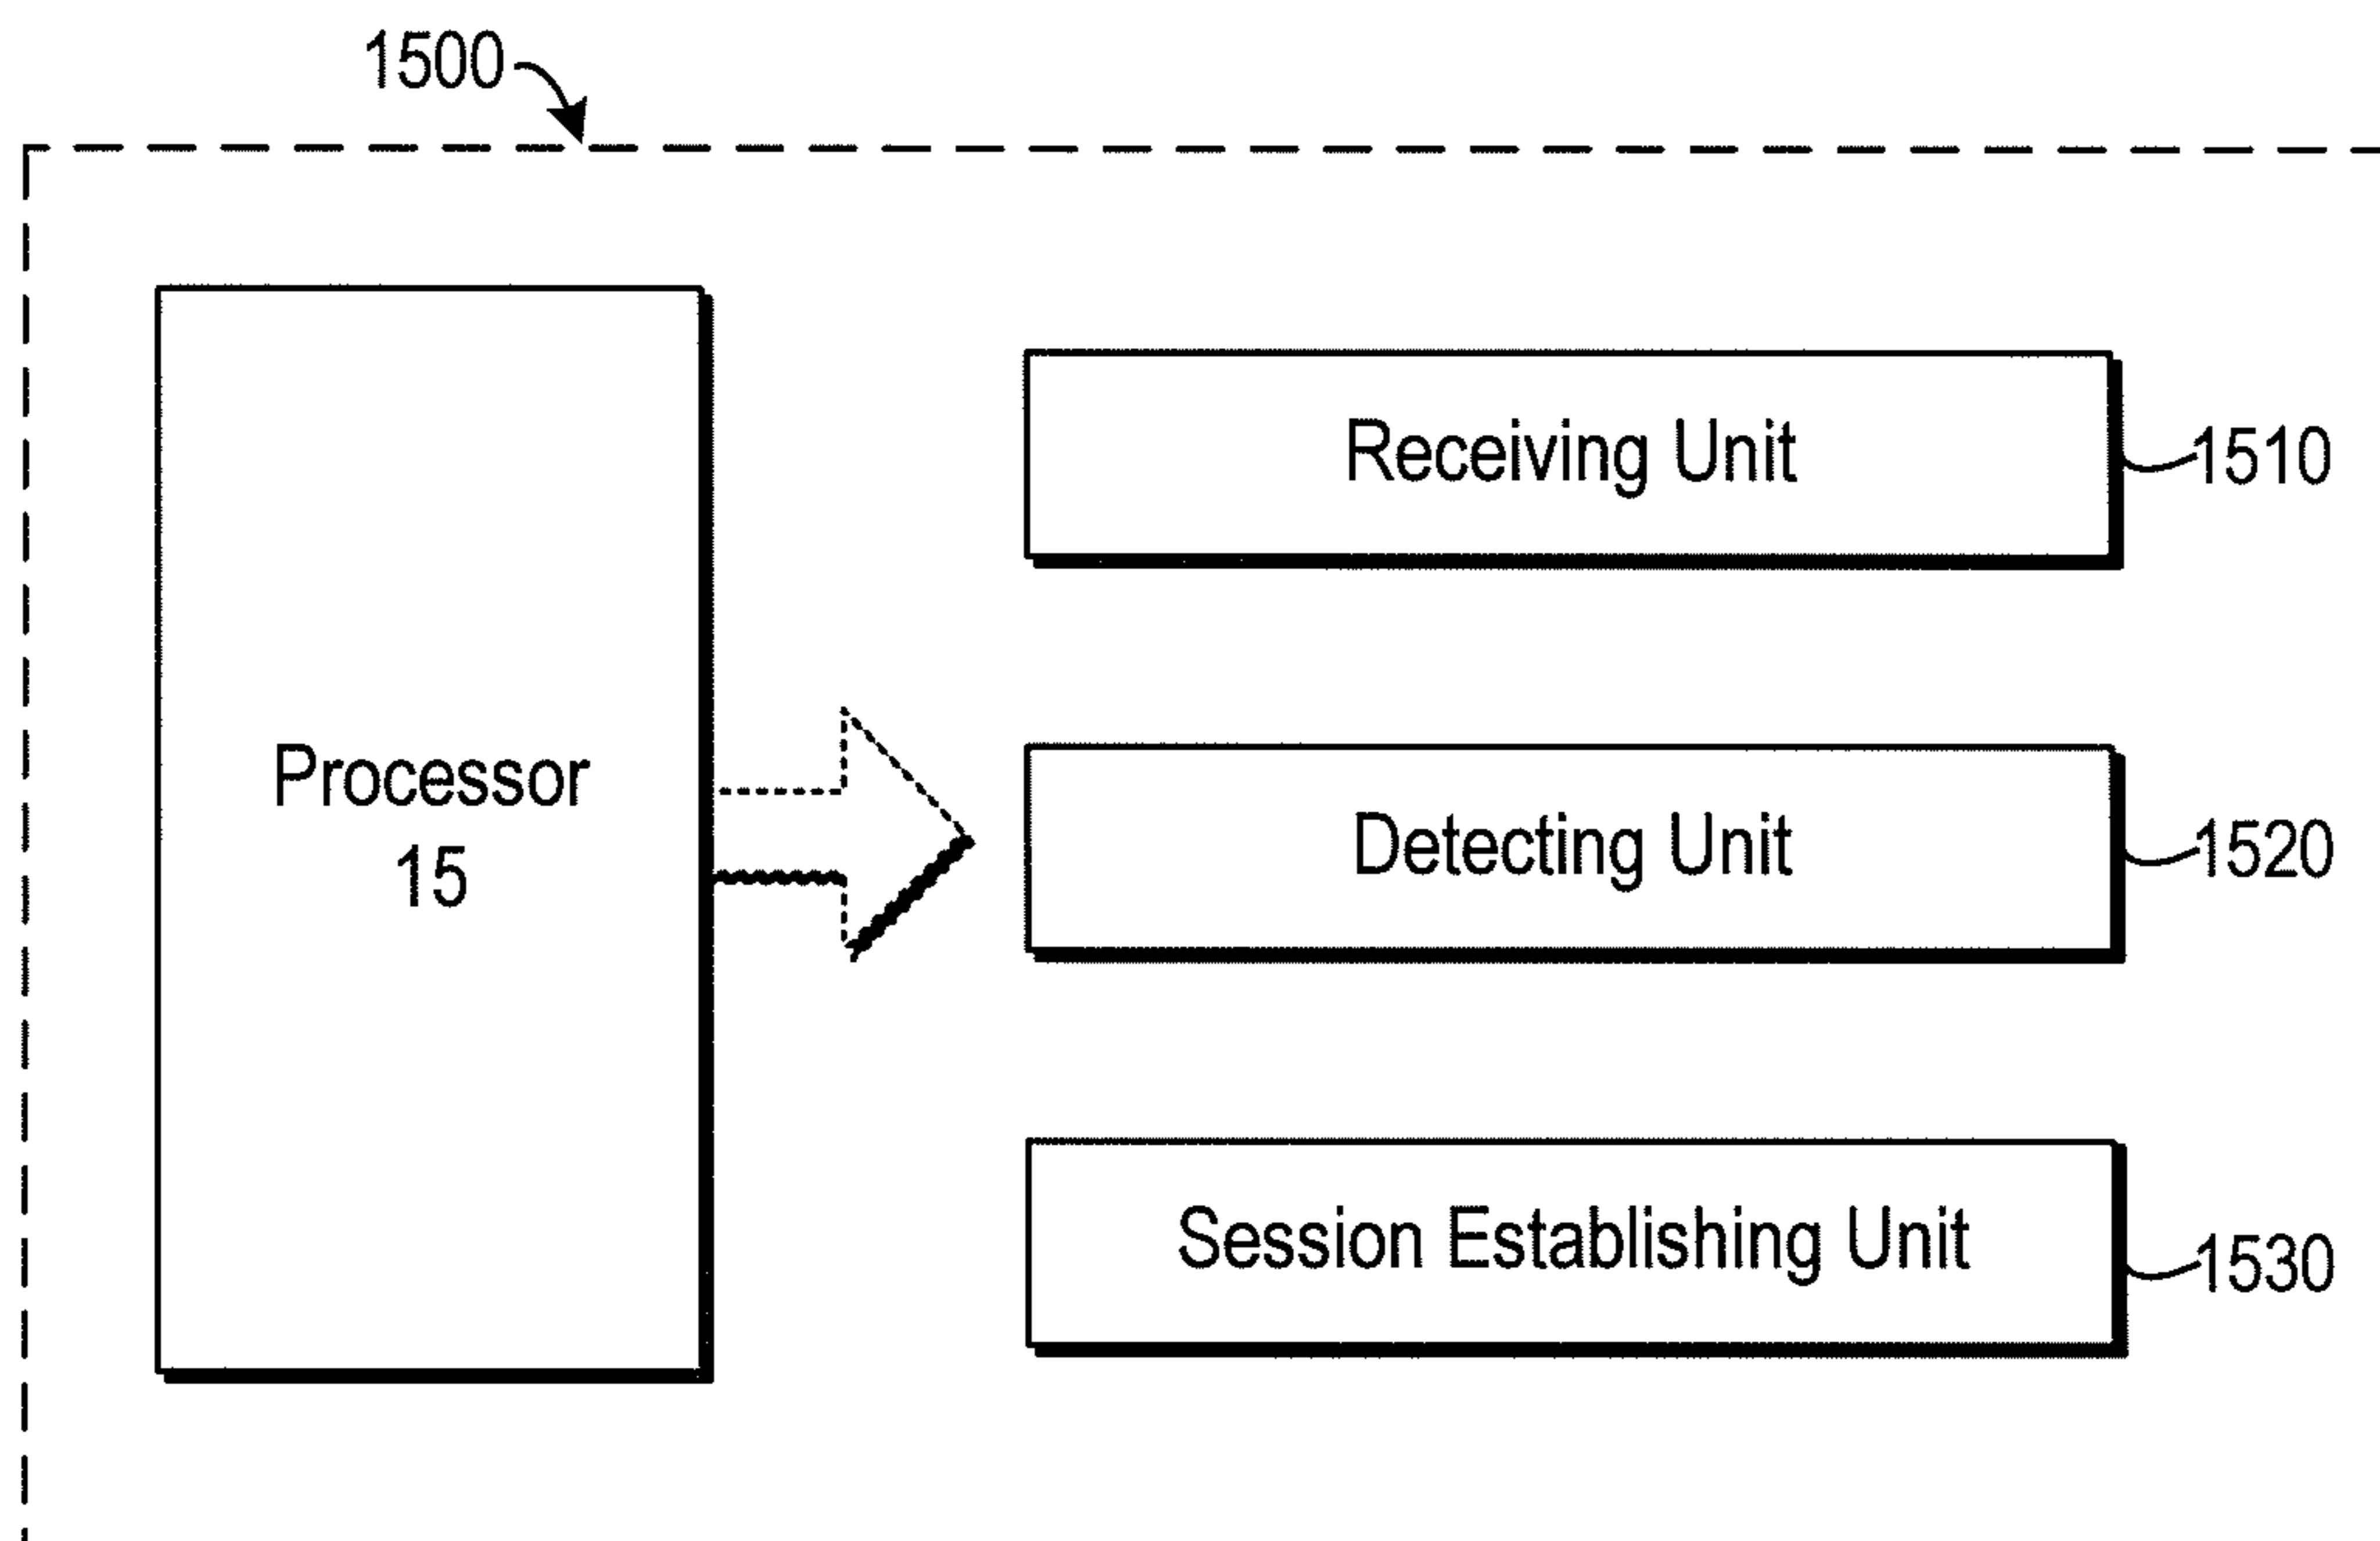 1500
Receiving Unit
1510
Processor
15
Detecting Unit
1520
Session Establishing Unit
1530